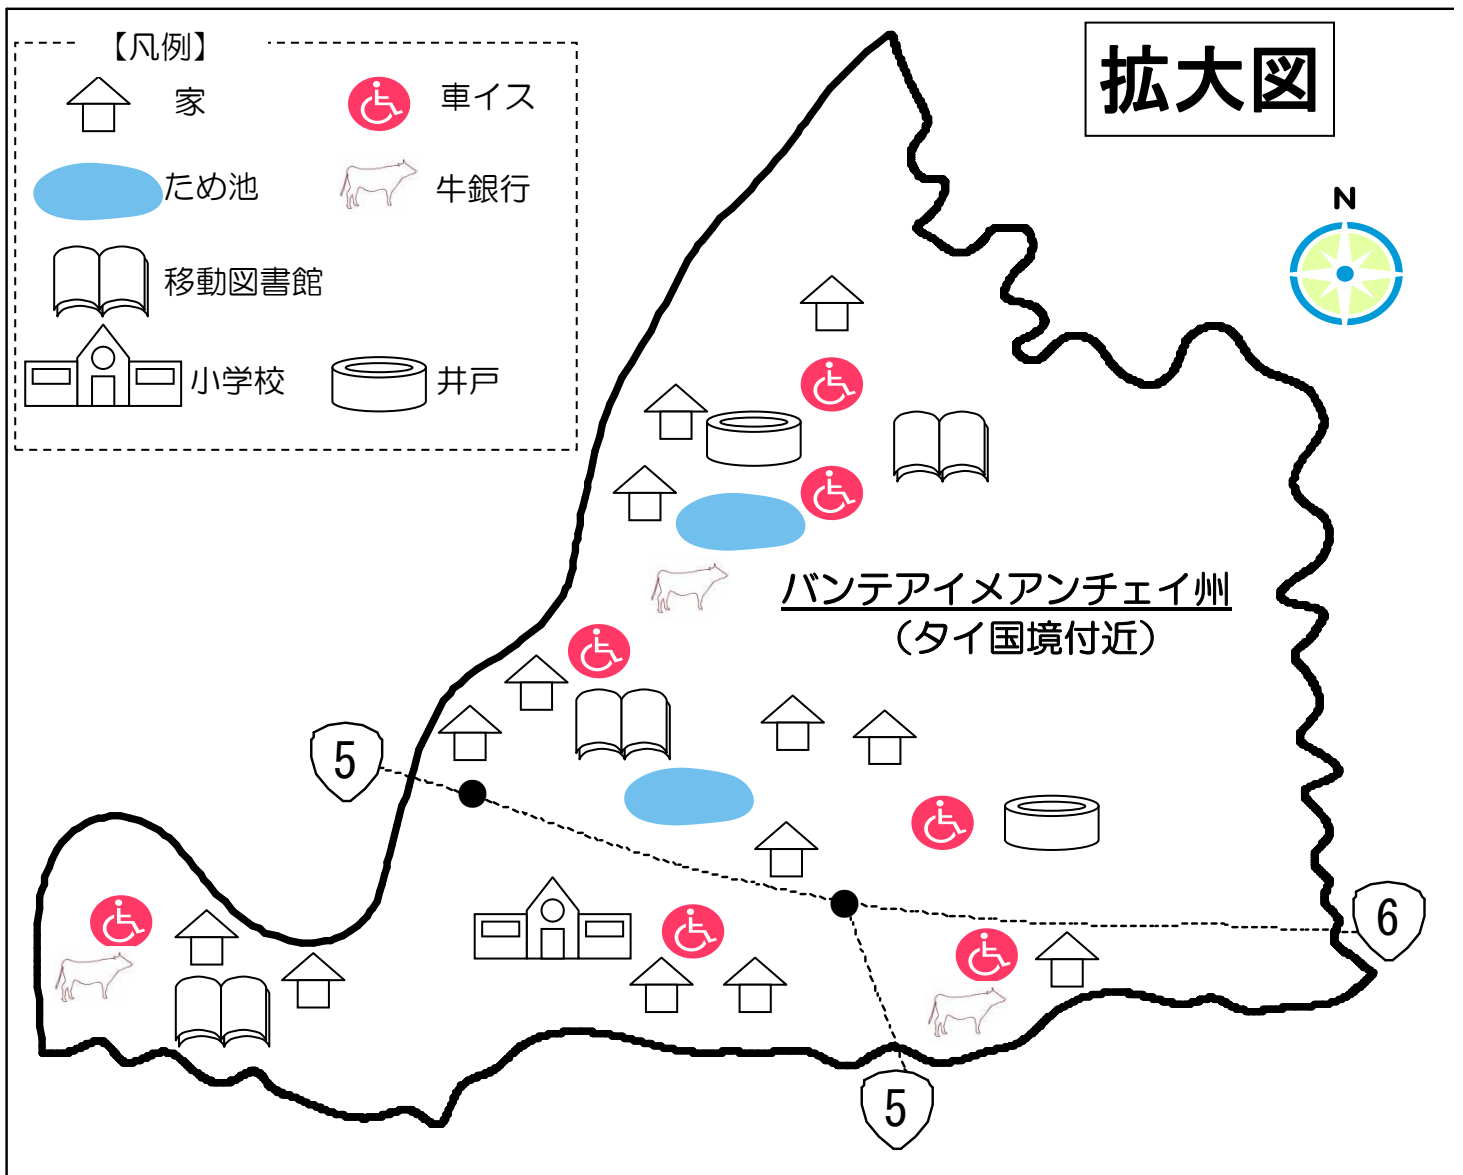 【凡例】
家
車イス
ため池
牛銀行
移動図書館
小学校
井戸
拡大図
N
バンテアイメアンチェイ州
（タイ国境付近）
5
6
5